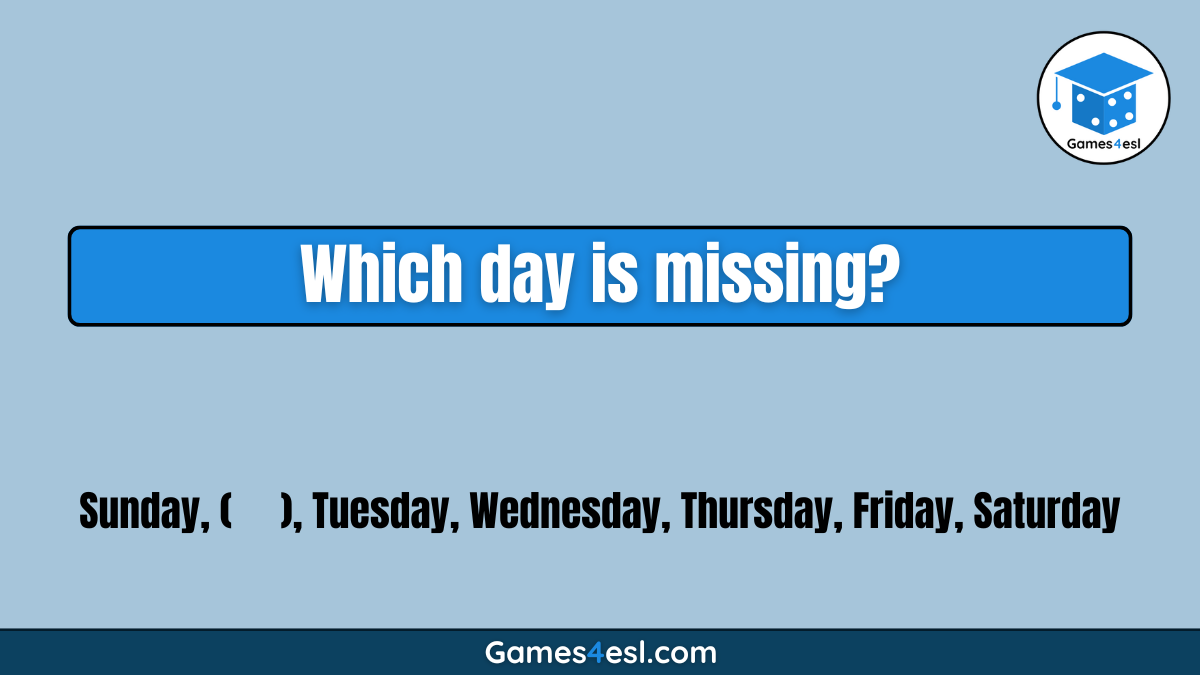 Games4esl
Which day is missing?
Sunday, (     ), Tuesday, Wednesday, Thursday, Friday, Saturday
Games4esl.com